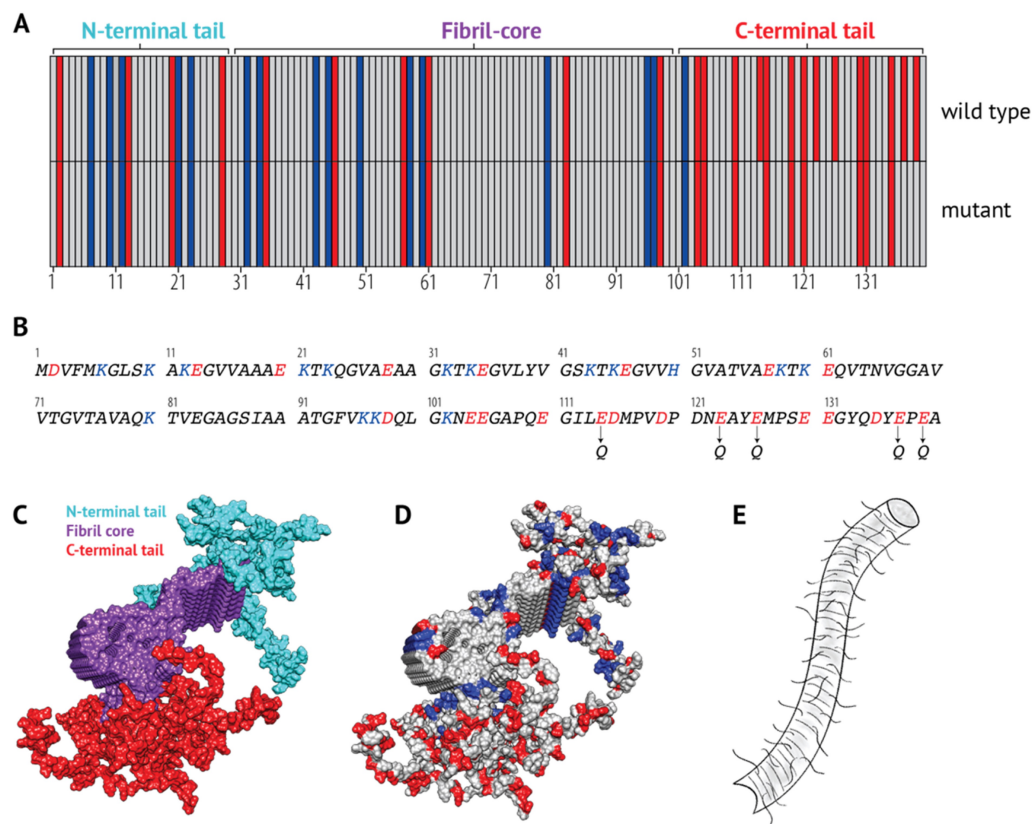 A
N-terminal tail Fibril-core C-terminal tail
wild type
mutant
1 11 21 31 41 51 61 71 81 91 101 111 121 131
B
1 11 21 31 41 51 61
MDVFMKGLSK AKEGVVAAAE KTKQGVAEAA GKTKEGVLYV GSKTKEGVVH GVATVAEKTK EQVTNVGGAV
71 81 91 101 111 121 131
VTGVTAVAQK TVEGAGSIAA ATGFVKKDQL GKNEEGAPQE GILEDMPVDP DNEAYEMPSE EGYQDYEPEA
Q Q Q Q Q
C
N-terminal tail
Fibril core
C-terminal tail
D
E